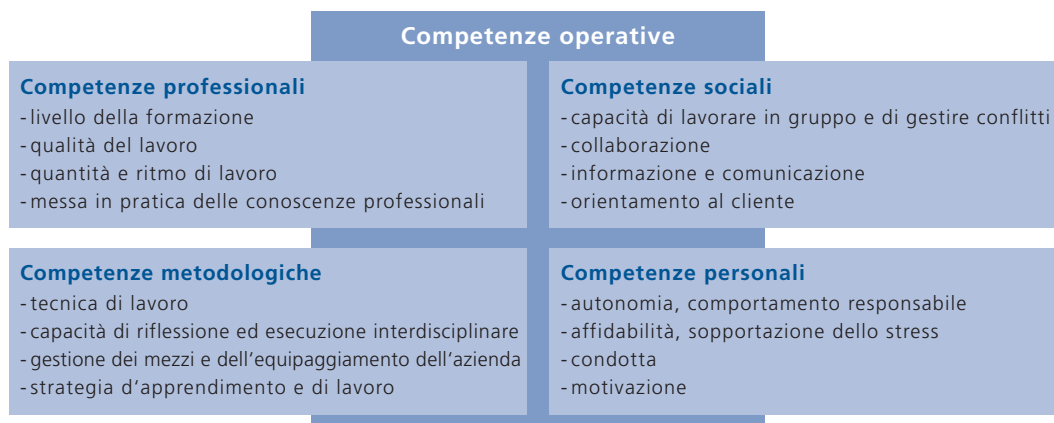 Competenze operative
Competenze professionali
- livello della formazione
- qualità del lavoro
- quantità e ritmo di lavoro
- messa in pratica delle conoscenze professionali
Competenze sociali
- capacità di lavorare in gruppo e di gestire conflitti
- collaborazione
- informazione e comunicazione
- orientamento al cliente
Competenze metodologiche
- tecnica di lavoro
- capacità di riflessione ed esecuzione interdisciplinare
- gestione dei mezzi e dell'equipaggiamento dell'azienda
- strategia d‘apprendimento e di lavoro
Competenze personali
- autonomia, comportamento responsabile
- affidabilità, sopportazione dello stress
- condotta
- motivazione